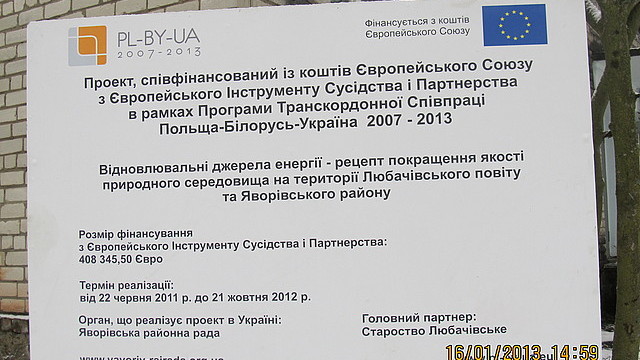 PL-BY-UA
2007-2013
Фінансується з коштів
Європейського Союзу
Проект, співфінансований із коштів Європейського Союзу
з Європейського Інструменту Сусідства і Партнерства
в рамках Програми Транскордонної Співпраці
Польща-Білорусь-Україна 2007 - 2013
Відновлювальні джерела енергії - рецепт покращення якості
природного середовища на території Любачівського повіту
та Яворівського району
Розмір фінансування
з Європейського Інструменту Сусідства і Партнерства:
408 345,50 Євро
Термін реалізації:
від 22 червня 2011 р. до 21 жовтня 2012 р.
Орган, що реалізує проект в Україні:
Яворівська районна рада
Головний партнер:
Староство Любачівське
16/01/2013 14:59